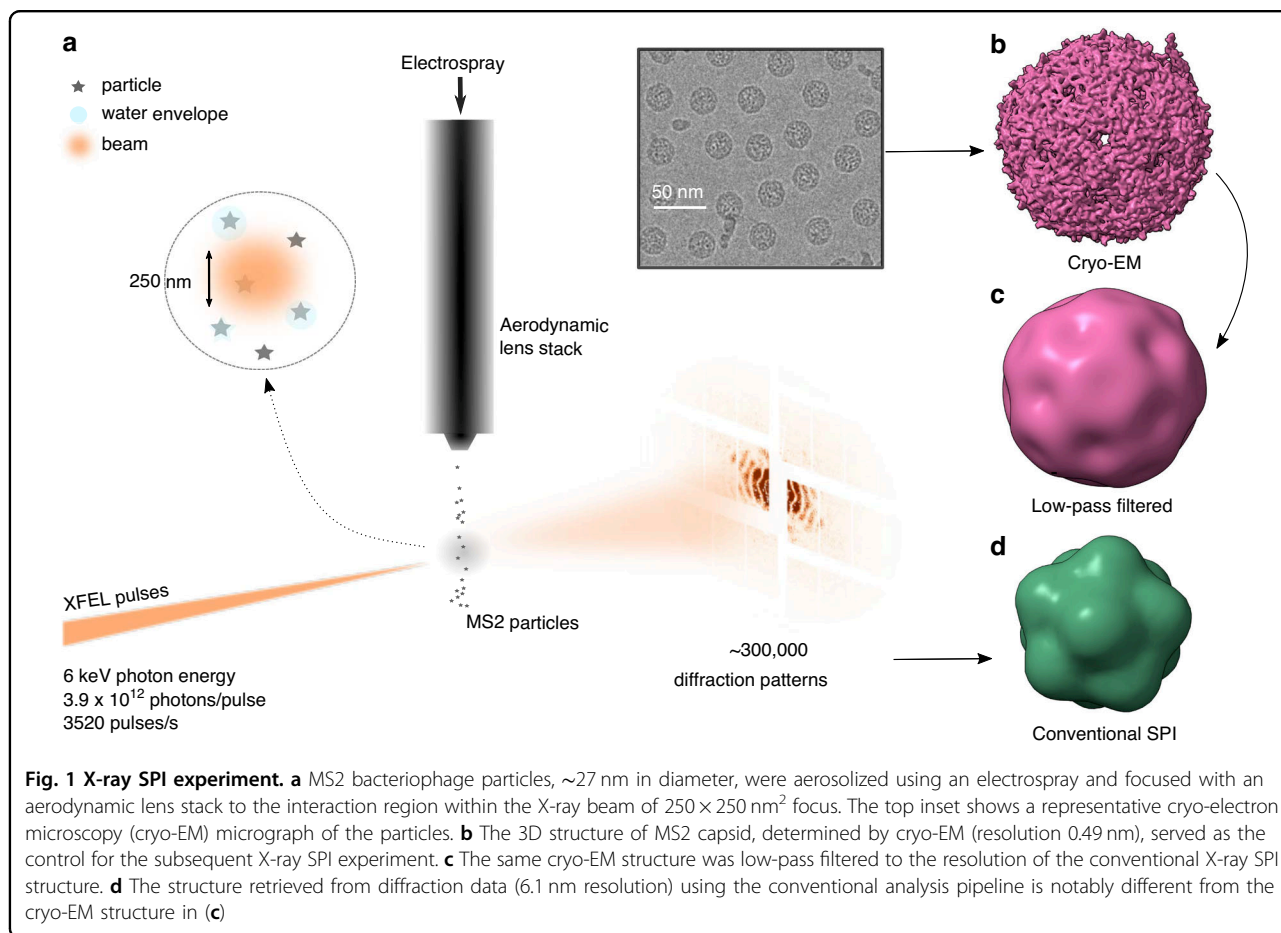 a
particle
water envelope
beam
250 nm
Electrospray
Aerodynamic
lens stack
XFEL pulses
6 keV photon energy
3.9 x 10¹² photons/pulse
3520 pulses/s
MS2 particles
~300,000
diffraction patterns
50 nm
b
Cryo-EM
c
Low-pass filtered
d
Conventional SPI
Fig. 1 X-ray SPI experiment. a MS2 bacteriophage particles, ~27 nm in diameter, were aerosolized using an electrospray and focused with an
aerodynamic lens stack to the interaction region within the X-ray beam of 250 × 250 nm² focus. The top inset shows a representative cryo-electron
microscopy (cryo-EM) micrograph of the particles. b The 3D structure of MS2 capsid, determined by cryo-EM (resolution 0.49 nm), served as the
control for the subsequent X-ray SPI experiment. c The same cryo-EM structure was low-pass filtered to the resolution of the conventional X-ray SPI
structure. d The structure retrieved from diffraction data (6.1 nm resolution) using the conventional analysis pipeline is notably different from the
cryo-EM structure in (c)